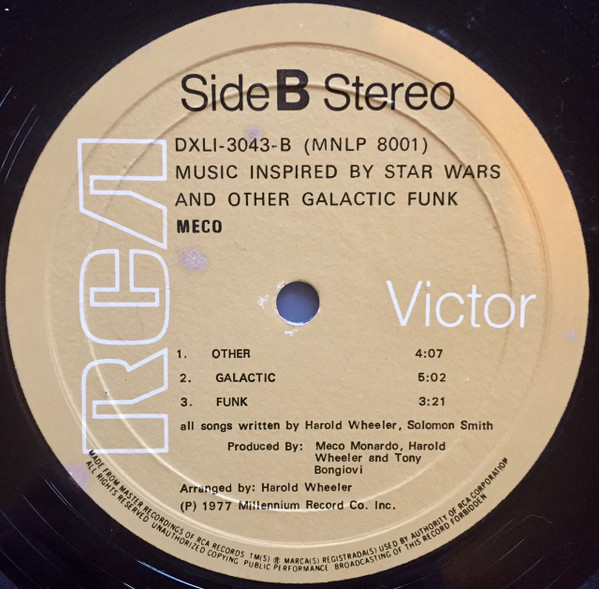 Side B Stereo
DXLI-3043-B (MNLP 8001)
MUSIC INSPIRED BY STAR WARS
AND OTHER GALACTIC FUNK
MECO
RCA
Victor
1. OTHER 4:07
2. GALACTIC 5:02
3. FUNK 3:21
all songs written by Harold Wheeler, Solomon Smith
Produced By: Meco Monardo, Harold
Wheeler and Tony
Bongiovi
Arranged by: Harold Wheeler
(P) 1977 Millennium Record Co. Inc.
MADE FROM MASTER RECORDINGS OF RCA RECORDS TM(S) ® MARCA(S) REGISTRADA(S) USED BY AUTHORITY OF RCA CORPORATION
ALL RIGHTS RESERVED UNAUTHORIZED COPYING PUBLIC PERFORMANCE BROADCASTING OF THIS RECORD FORBIDDEN